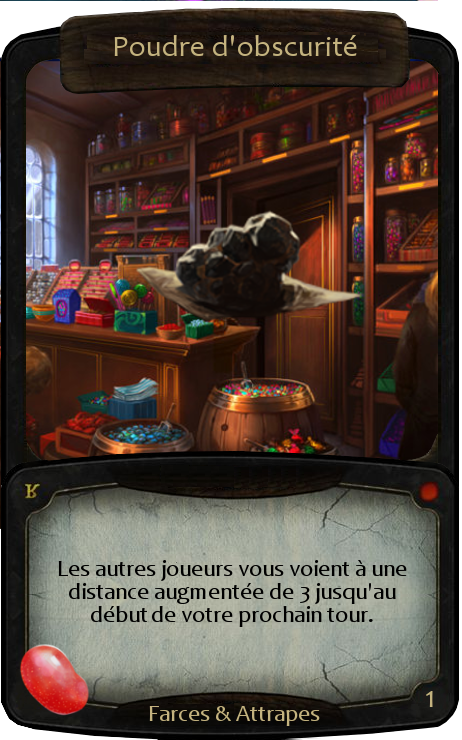 Poudre d'obscurité
Les autres joueurs vous voient à une
distance augmentée de 3 jusqu'au
début de votre prochain tour.
1
Farces & Attrapes